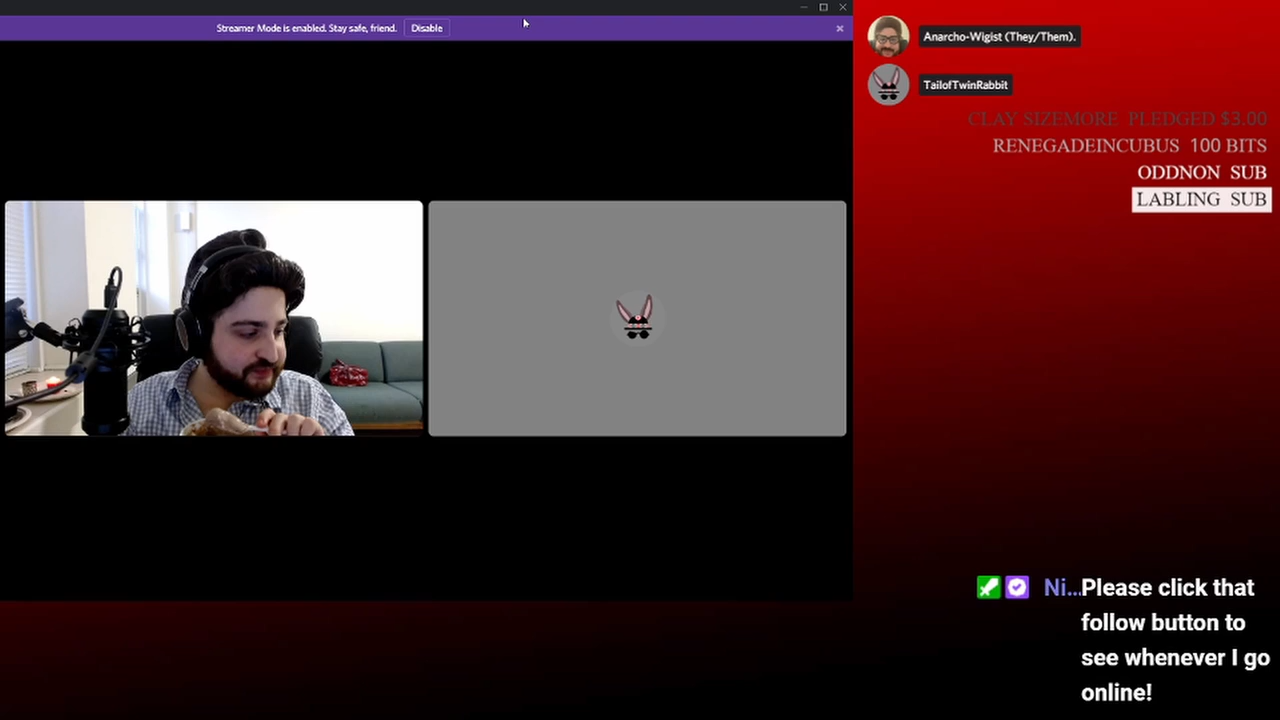 Streamer Mode is enabled. Stay safe, friend. Disable
Anarcho-Wigist (They/Them).
TailofTwinRabbit
CLAY SIZEMORE PLEDGED $3.00
RENEGADEINCUBUS 100 BITS
ODDNON SUB
LABLING SUB
Ni... Please click that
follow button to
see whenever I go
online!